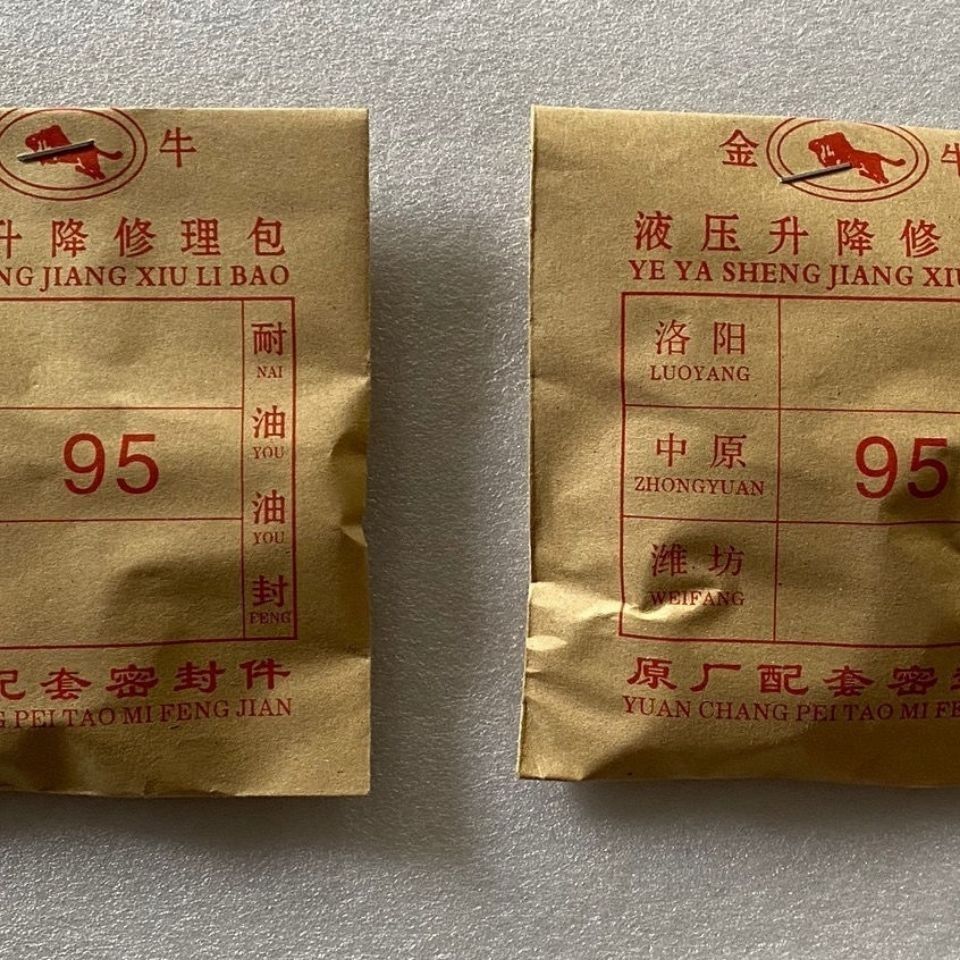 牛
升降修理包
NG JIANG XIU LI BAO
耐
NAI
油
YOU
95
油
YOU
封
FENG
配套密封件
G PEI TAO MI FENG JIAN
金 牛
液压升降修
YE YA SHENG JIANG XIU
洛阳
LUOYANG
中原
ZHONGYUAN
95
潍坊
WEIFANG
原厂配套密封
YUAN CHANG PEI TAO MI FE